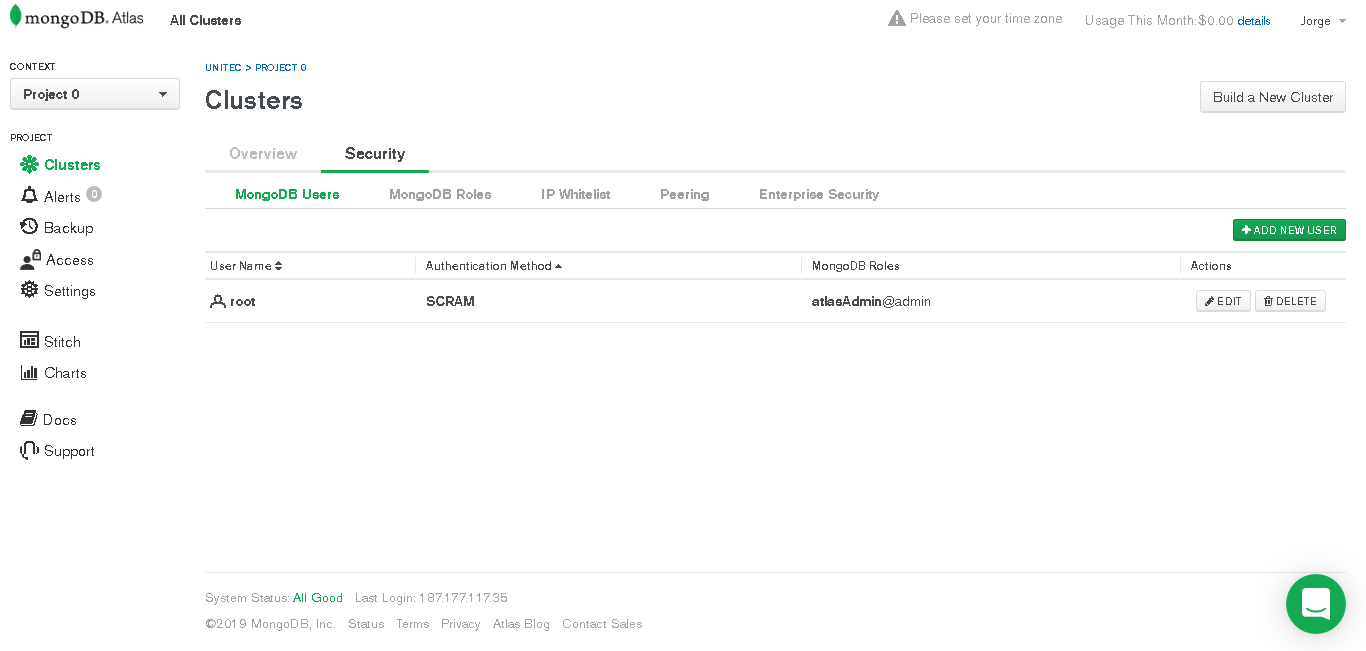 mongoDB. Atlas All Clusters Please set your time zone Usage This Month:$0.00 details Jorge
CONTEXT
Project 0
PROJECT
Clusters
Alerts 0
Backup
Access
Settings
Stitch
Charts
Docs
Support
UNITEC > PROJECT 0
Clusters
Build a New Cluster
Overview Security
MongoDB Users MongoDB Roles IP Whitelist Peering Enterprise Security
ADD NEW USER
User Name Authentication Method MongoDB Roles Actions
root SCRAM atlasAdmin@admin EDIT DELETE
System Status: All Good Last Login: 187.177.117.35
©2019 MongoDB, Inc. Status Terms Privacy Atlas Blog Contact Sales